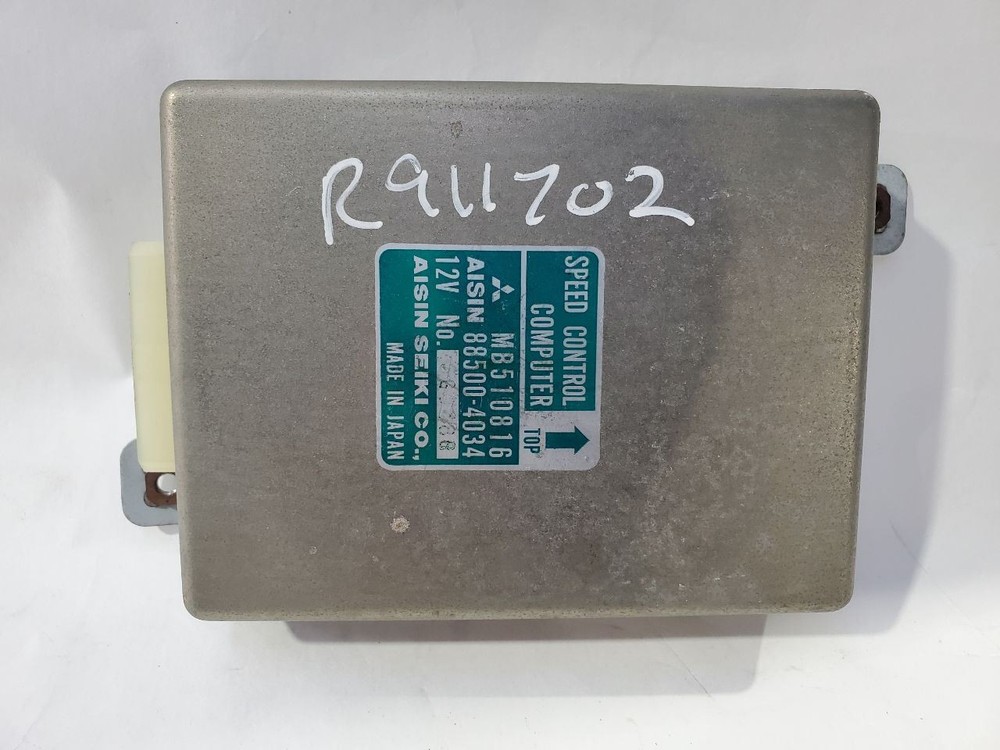 R911702
SPEED CONTROL
COMPUTER
TOP
MB510816
AISIN 88500-4034
12V No.
AISIN SEIKI CO.,
MADE IN JAPAN